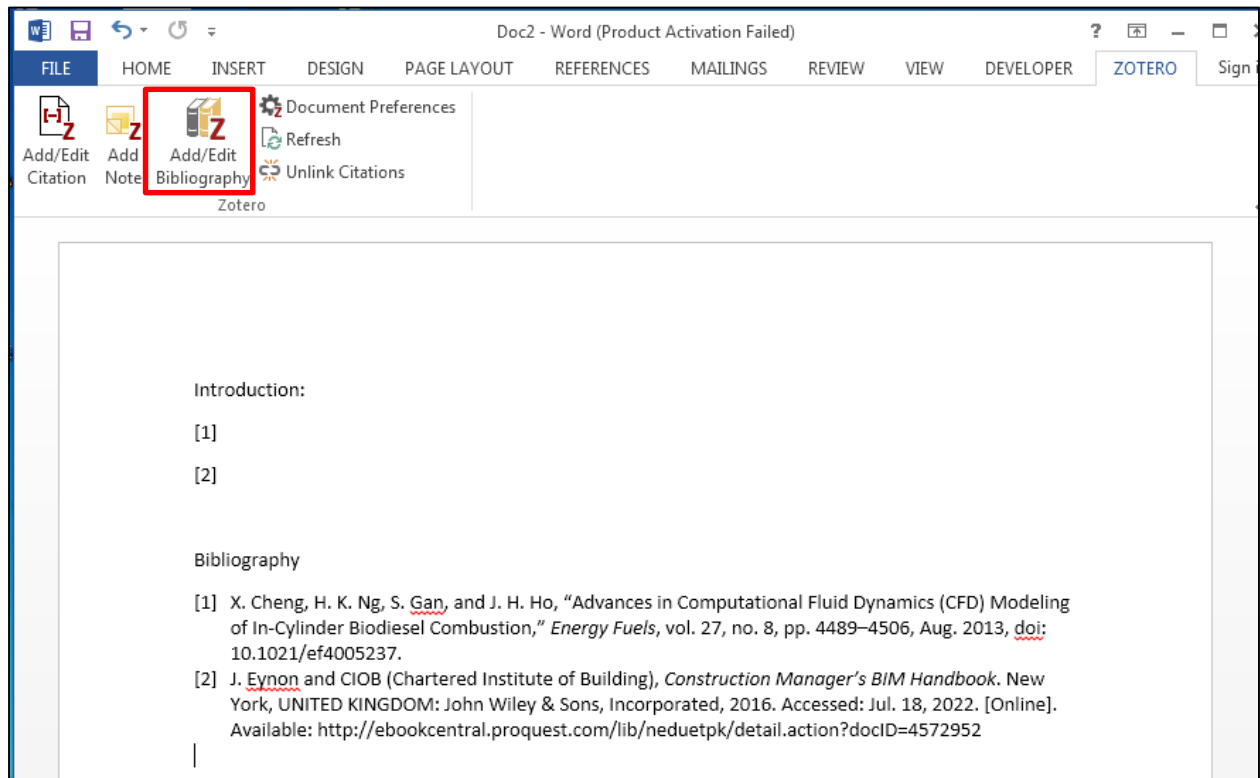 Doc2 - Word (Product Activation Failed)
FILE HOME INSERT DESIGN PAGE LAYOUT REFERENCES MAILINGS REVIEW VIEW DEVELOPER ZOTERO Sign i
Add/Edit Citation
Add Note
Add/Edit Bibliography
Document Preferences
Refresh
Unlink Citations
Zotero
Introduction:
[1]
[2]
Bibliography
[1] X. Cheng, H. K. Ng, S. Gan, and J. H. Ho, “Advances in Computational Fluid Dynamics (CFD) Modeling
of In-Cylinder Biodiesel Combustion,” Energy Fuels, vol. 27, no. 8, pp. 4489–4506, Aug. 2013, doi:
10.1021/ef4005237.
[2] J. Eynon and CIOB (Chartered Institute of Building), Construction Manager’s BIM Handbook. New
York, UNITED KINGDOM: John Wiley & Sons, Incorporated, 2016. Accessed: Jul. 18, 2022. [Online].
Available: http://ebookcentral.proquest.com/lib/neduetpk/detail.action?docID=4572952